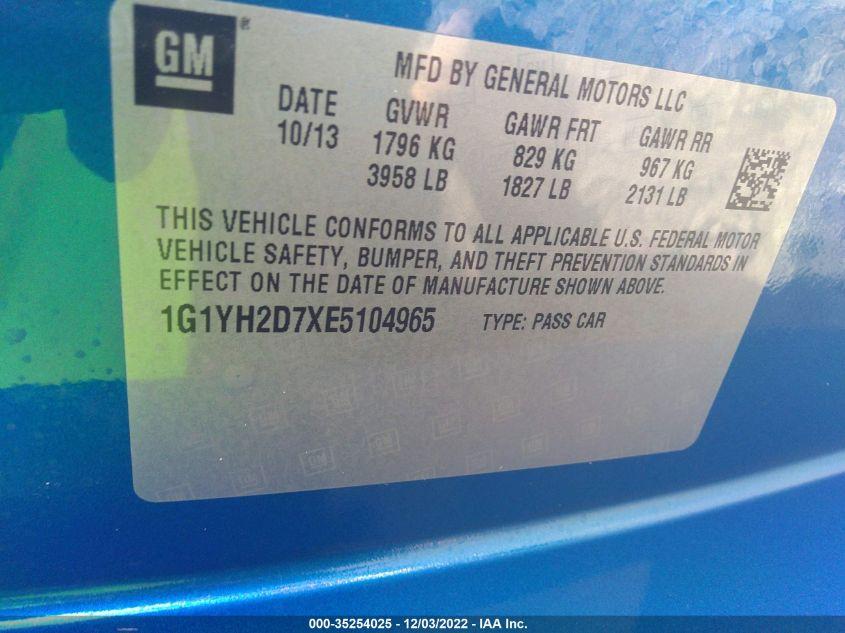 GM®
MFD BY GENERAL MOTORS LLC
DATE GVWR GAWR FRT GAWR RR
10/13 1796 KG 829 KG 967 KG
3958 LB 1827 LB 2131 LB
THIS VEHICLE CONFORMS TO ALL APPLICABLE U.S. FEDERAL MOTOR
VEHICLE SAFETY, BUMPER, AND THEFT PREVENTION STANDARDS IN
EFFECT ON THE DATE OF MANUFACTURE SHOWN ABOVE.
1G1YH2D7XE5104965 TYPE: PASS CAR
000-35254025 - 12/03/2022 - IAA Inc.